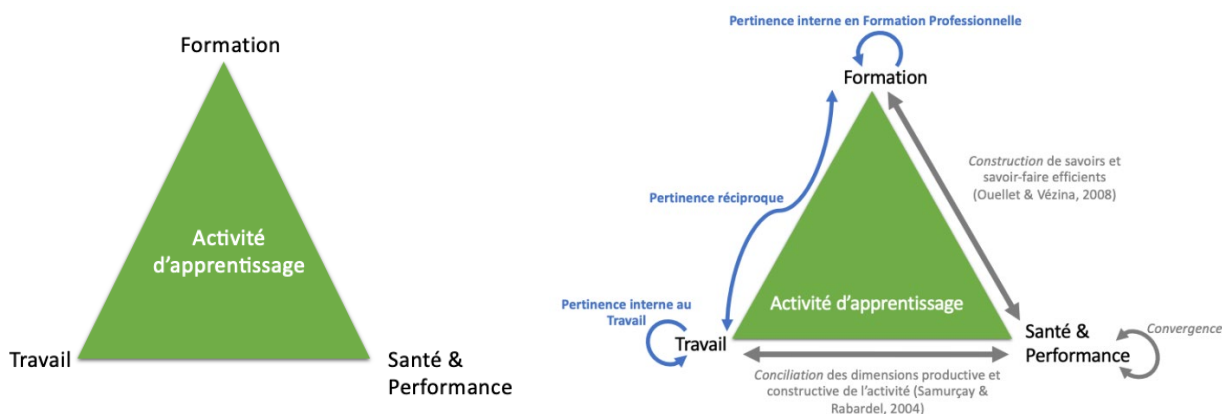 Formation
Activité
d'apprentissage
Travail
Santé &
Performance
Pertinence interne en Formation Professionnelle
Formation
Construction de savoirs et
savoir-faire efficients
(Ouellet & Vézina, 2008)
Pertinence réciproque
Activité d'apprentissage
Pertinence interne au
Travail
Travail
Santé &
Performance
Convergence
Conciliation des dimensions productive et
constructive de l'activité (Samurçay &
Rabardel, 2004)